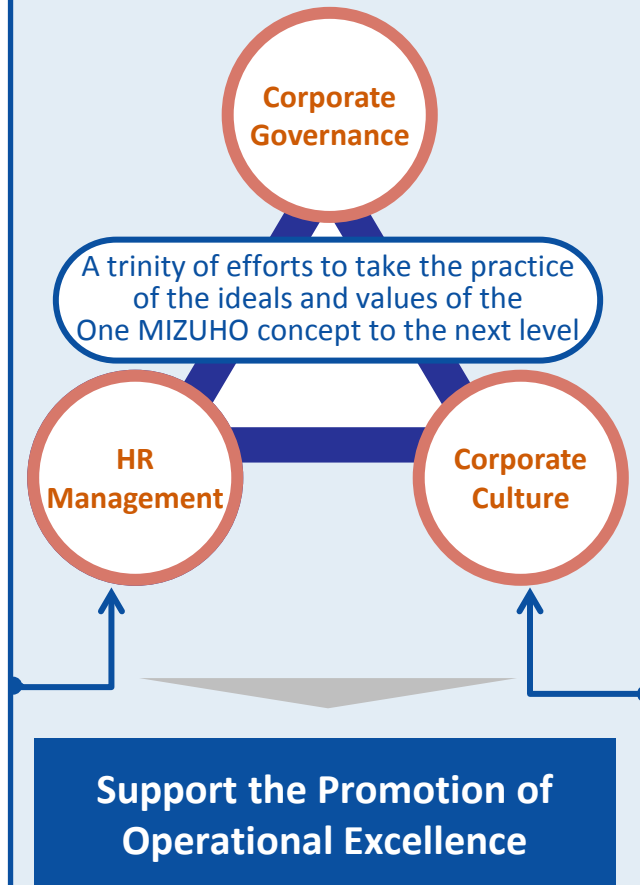 Corporate
Governance
A trinity of efforts to take the practice
of the ideals and values of the
One MIZUHO concept to the next level
HR
Management
Corporate
Culture
Support the Promotion of
Operational Excellence